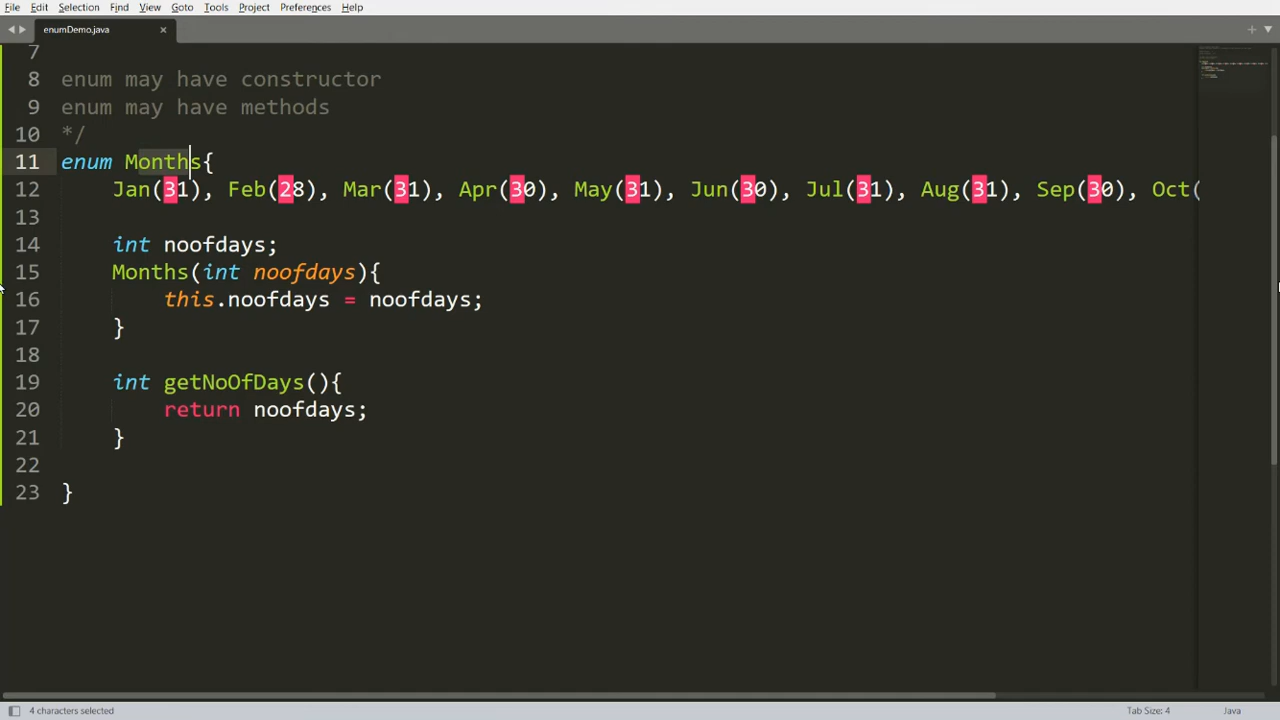 File Edit Selection Find View Goto Tools Project Preferences Help
enumDemo.java
7
8 enum may have constructor
9 enum may have methods
10 */
11 enum Months{
12 Jan(31), Feb(28), Mar(31), Apr(30), May(31), Jun(30), Jul(31), Aug(31), Sep(30), Oct(
13
14 int noofdays;
15 Months(int noofdays){
16 this.noofdays = noofdays;
17 }
18
19 int getNoOfDays(){
20 return noofdays;
21 }
22
23 }
4 characters selected Tab Size: 4 Java